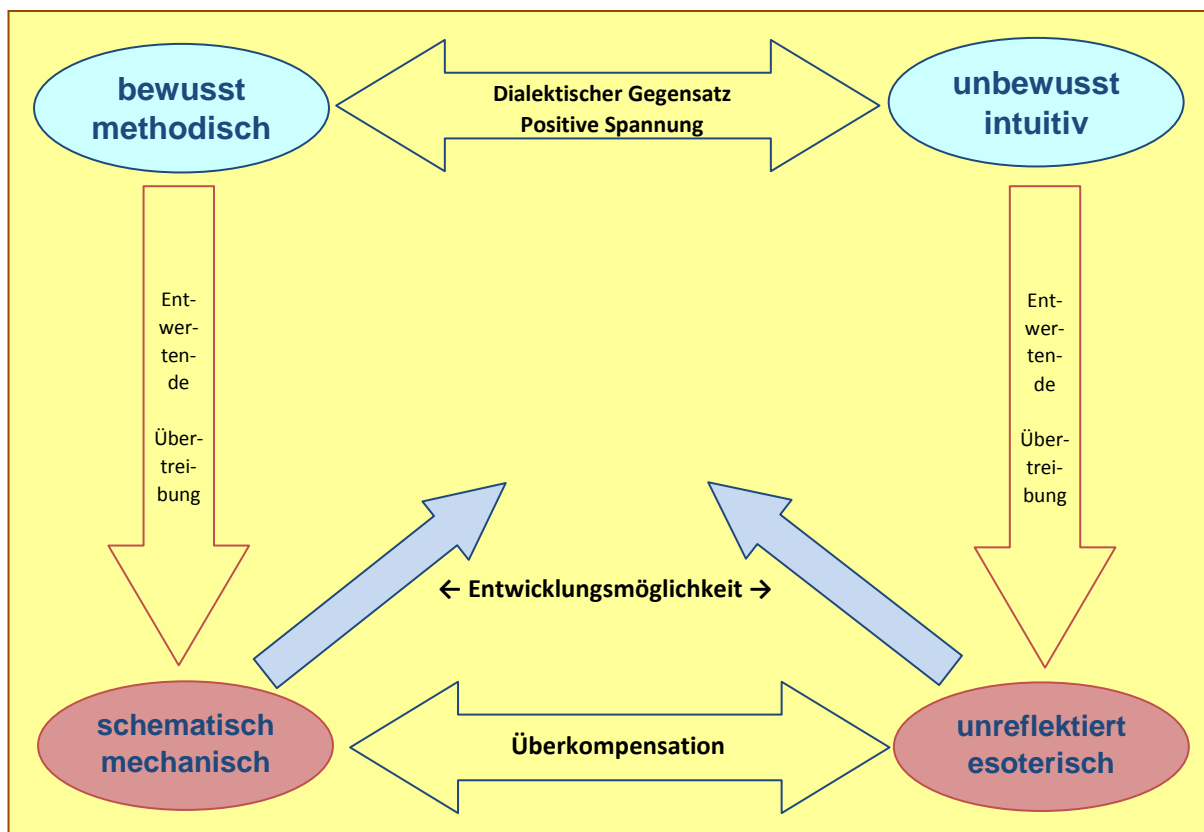 bewusst
methodisch
Dialektischer Gegensatz
Positive Spannung
unbewusst
intuitiv
Ent-
wer-
ten-
de
Über-
trei-
bung
Ent-
wer-
ten-
de
Über-
trei-
bung
← Entwicklungsmöglichkeit →
schematisch
mechanisch
Überkompensation
unreflektiert
esoterisch